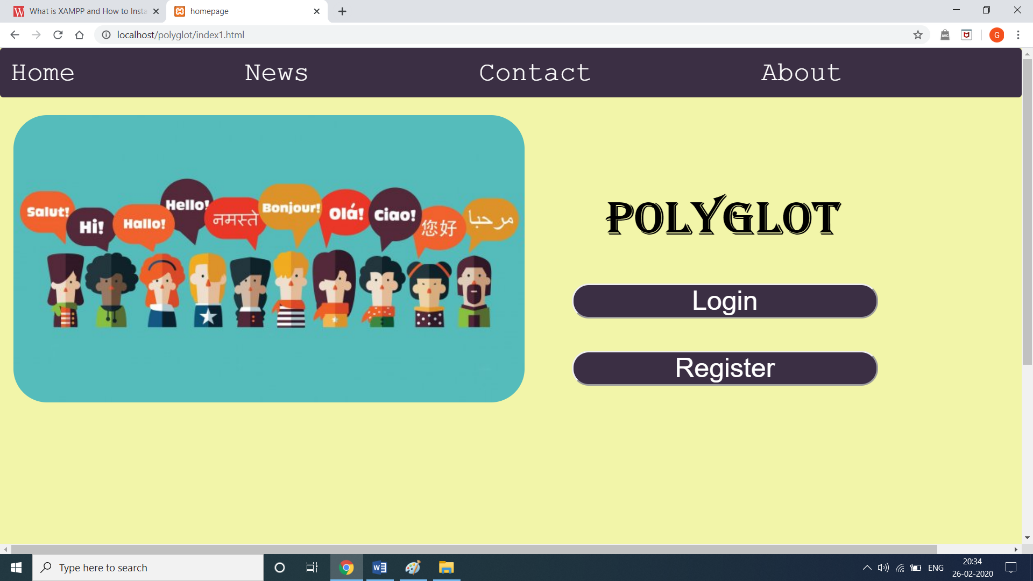 What is XAMPP and How to Insta
homepage
localhost/polyglot/index1.html
G
Home News Contact About
Salut!
Hi!
Hallo!
Hello!
नमस्ते
Bonjour!
Olá!
Ciao!
您好
مرحبا
POLYGLOT
Login
Register
Type here to search
ENG
20:34
26-02-2020